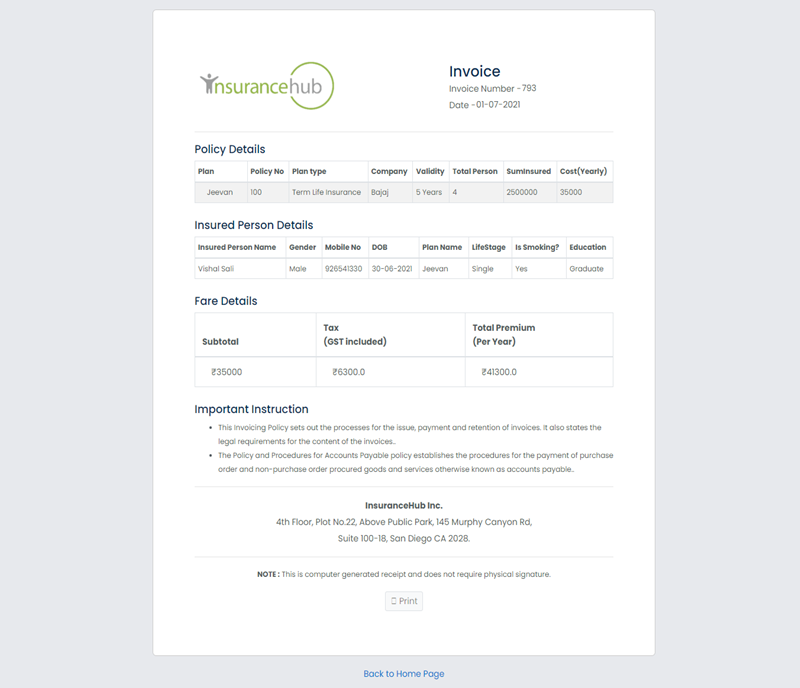 Insurancehub
Invoice
Invoice Number -793
Date -01-07-2021
Policy Details
Plan Policy No Plan type Company Validity Total Person SumInsured Cost(Yearly)
Jeevan 100 Term Life Insurance Bajaj 5 Years 4 2500000 35000
Insured Person Details
Insured Person Name Gender Mobile No DOB Plan Name LifeStage Is Smoking? Education
Vishal Sali Male 926541330 30-06-2021 Jeevan Single Yes Graduate
Fare Details
Subtotal Tax (GST included) Total Premium (Per Year)
₹35000 ₹6300.0 ₹41300.0
Important Instruction
• This Invoicing Policy sets out the processes for the issue, payment and retention of invoices. It also states the
legal requirements for the content of the invoices..
• The Policy and Procedures for Accounts Payable policy establishes the procedures for the payment of purchase
order and non-purchase order procured goods and services otherwise known as accounts payable..
InsuranceHub Inc.
4th Floor, Plot No.22, Above Public Park, 145 Murphy Canyon Rd,
Suite 100-18, San Diego CA 2028.
NOTE : This is computer generated receipt and does not require physical signature.
Print
Back to Home Page